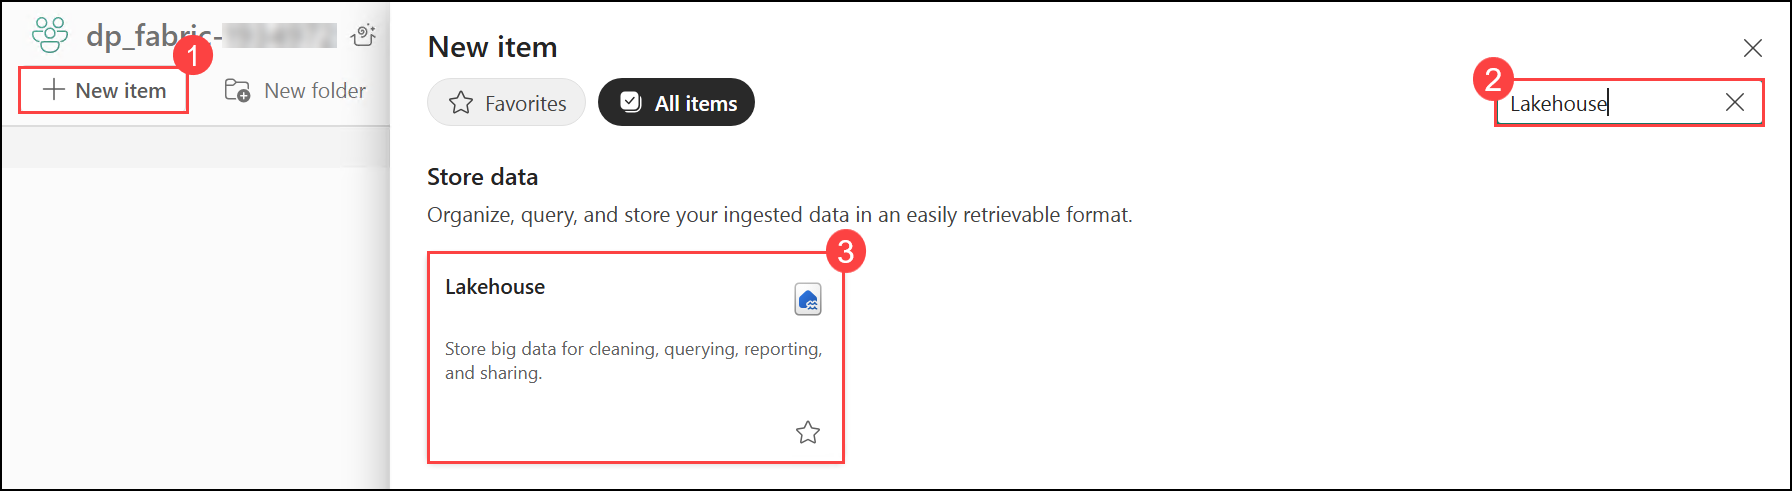 dp_fabric-
1
+ New item
New folder
New item
Favorites
All items
2
Lakehouse
Store data
Organize, query, and store your ingested data in an easily retrievable format.
3
Lakehouse
Store big data for cleaning, querying, reporting,
and sharing.